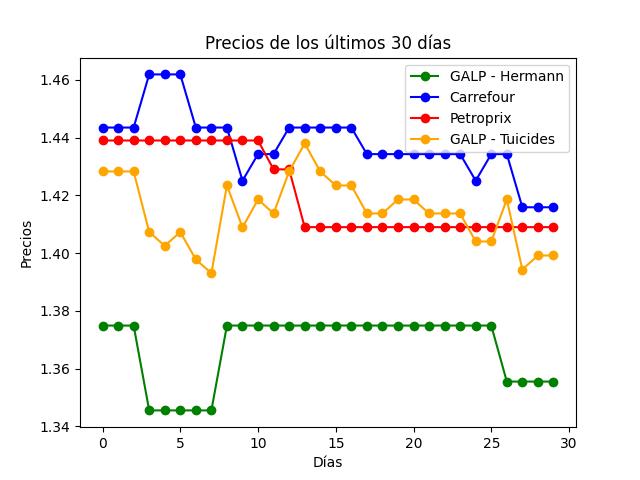 Precios de los últimos 30 días
GALP - Hermann
Carrefour
Petroprix
GALP - Tuicides
Precios
1.46
1.44
1.42
1.40
1.38
1.36
1.34
0
5
10
15
20
25
30
Días